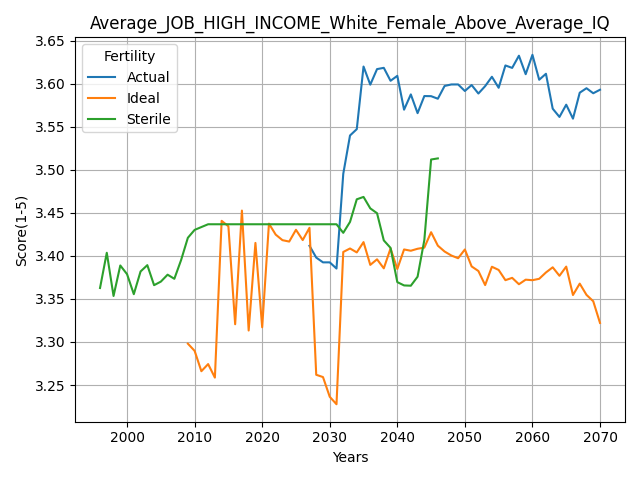 Average_JOB_HIGH_INCOME_White_Female_Above_Average_IQ
Fertility
Actual
Ideal
Sterile
Score(1-5)
3.65
3.60
3.55
3.50
3.45
3.40
3.35
3.30
3.25
2000 2010 2020 2030 2040 2050 2060 2070
Years